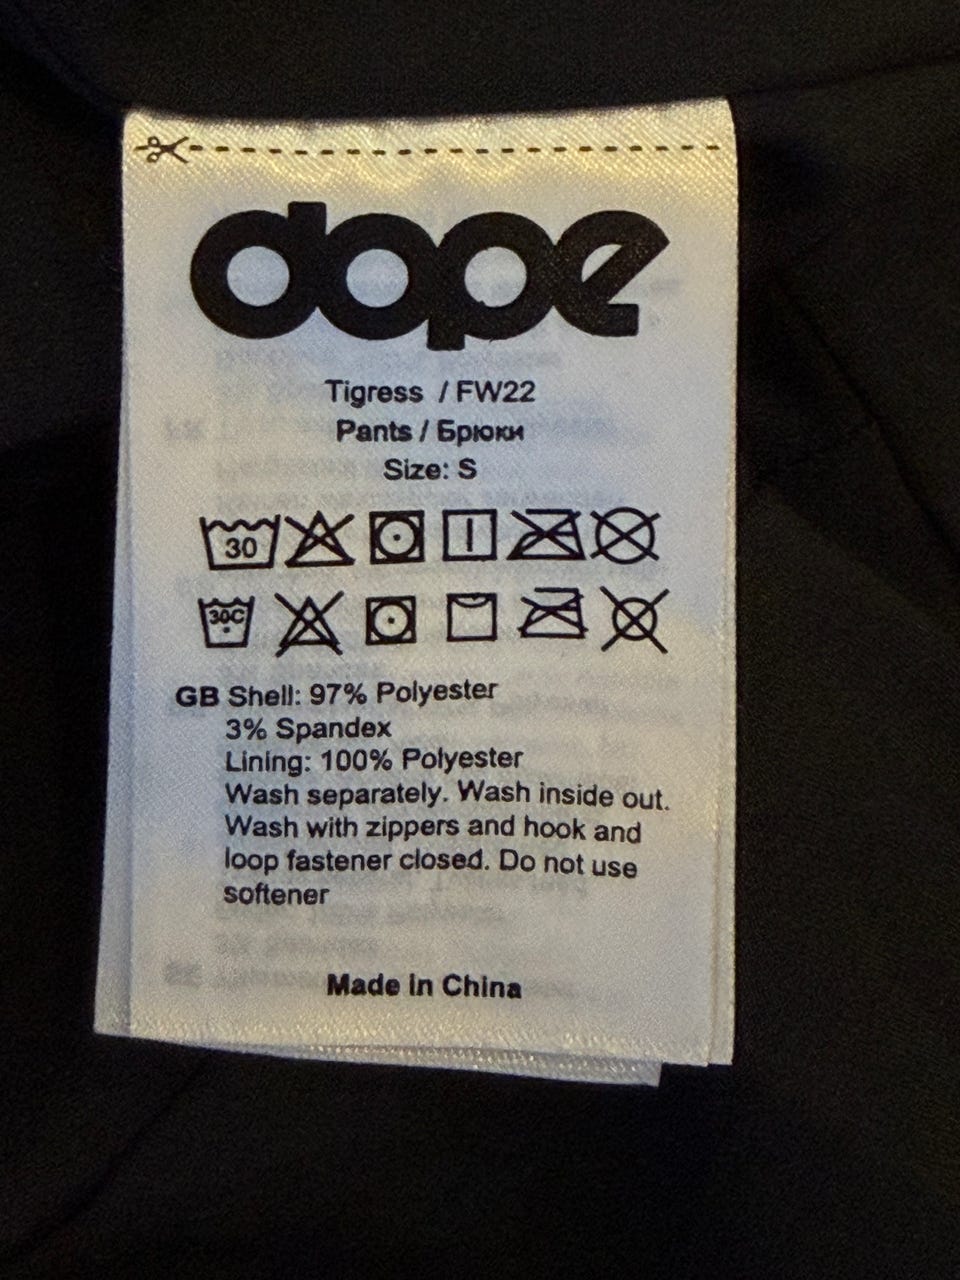 dope
Tigress / FW22
Pants / Брюки
Size: S
30
30C
GB Shell: 97% Polyester
3% Spandex
Lining: 100% Polyester
Wash separately. Wash inside out.
Wash with zippers and hook and
loop fastener closed. Do not use
softener
Made in China